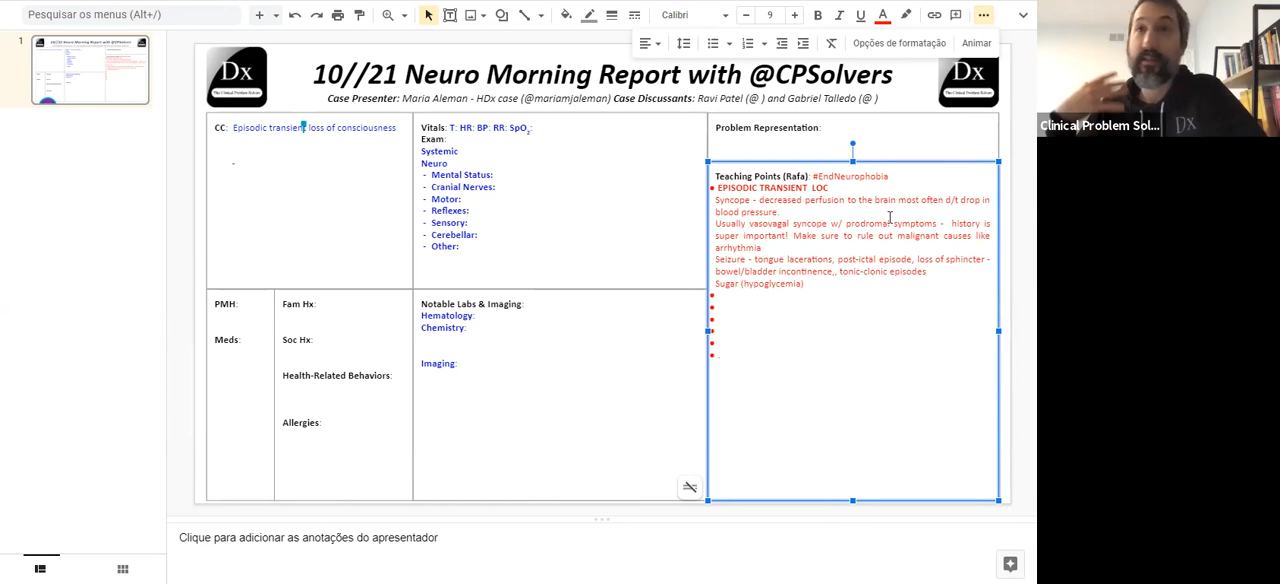 Pesquisar os menus (Alt+/)
Calibri
9
B I U A
Opções de formatação
Animar
1
Dx
The Clinical Problem Solvers
10//21 Neuro Morning Report with @CPSolvers
Case Presenter: Maria Aleman - HDx case (@mariamjaleman) Case Discussants: Ravi Patel (@ ) and Gabriel Talledo (@ )
Dx
CC: Episodic transient loss of consciousness
-
Vitals: T: HR: BP: RR: SpO2:
Exam:
Systemic
Neuro
- Mental Status:
- Cranial Nerves:
- Motor:
- Reflexes:
- Sensory:
- Cerebellar:
- Other:
Problem Representation:
Teaching Points (Rafa): #EndNeurophobia
EPISODIC TRANSIENT LOC
Syncope - decreased perfusion to the brain most often d/t drop in
blood pressure.
Usually vasovagal syncope w/ prodromal symptoms - history is
super important! Make sure to rule out malignant causes like
arrhythmia
Seizure - tongue lacerations, post-ictal episode, loss of sphincter -
bowel/bladder incontinence,, tonic-clonic episodes
Sugar (hypoglycemia)
.
PMH:
Meds:
Fam Hx:
Soc Hx:
Health-Related Behaviors:
Allergies:
Notable Labs & Imaging:
Hematology:
Chemistry:
Imaging:
Clique para adicionar as anotações do apresentador
Clinical Problem Sol...